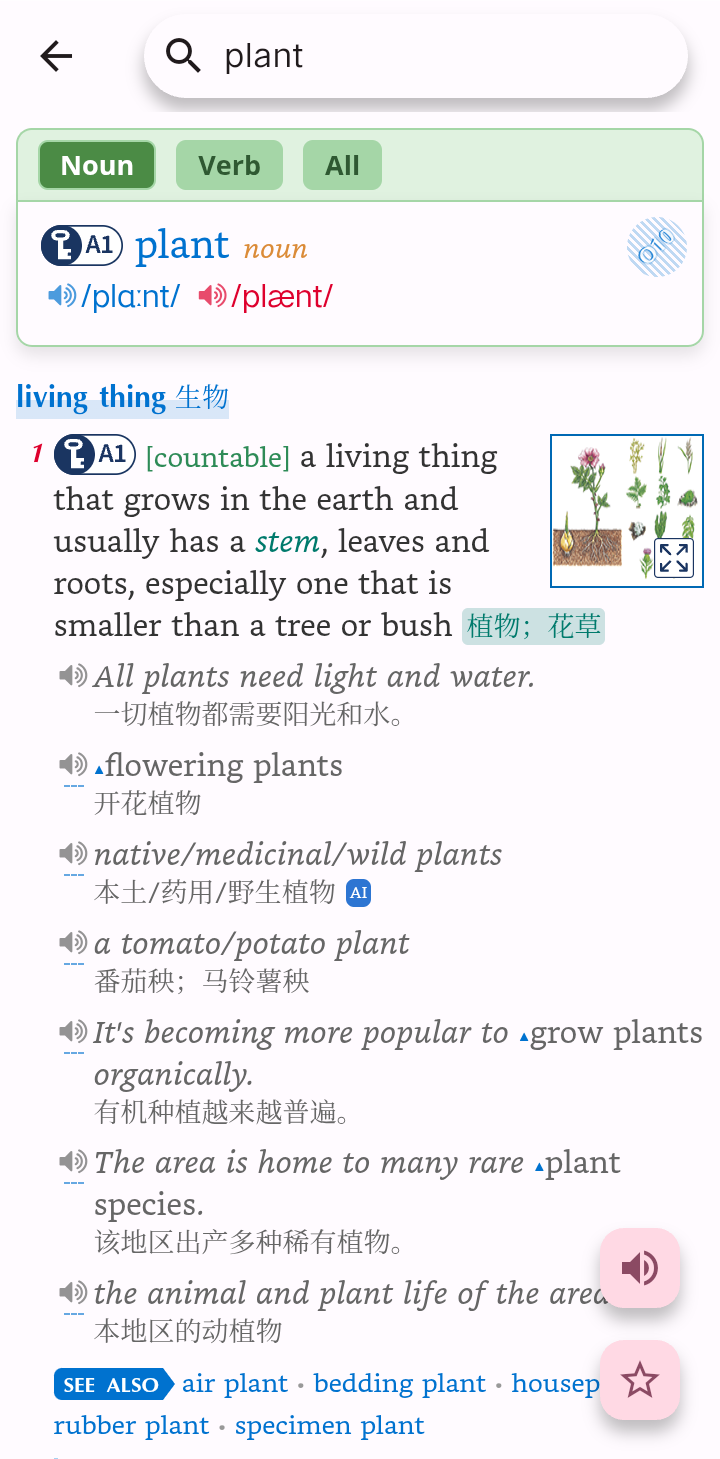 plant
Noun Verb All
A1 plant noun
/plɑːnt/ /plænt/
living thing 生物
1 A1 [countable] a living thing
that grows in the earth and
usually has a stem, leaves and
roots, especially one that is
smaller than a tree or bush 植物；花草
All plants need light and water.
一切植物都需要阳光和水。
▲flowering plants
开花植物
native/medicinal/wild plants
本土/药用/野生植物 AI
a tomato/potato plant
番茄秧；马铃薯秧
It's becoming more popular to ▲grow plants
organically.
有机种植越来越普遍。
The area is home to many rare ▲plant
species.
该地区出产多种稀有植物。
the animal and plant life of the area
本地区的动植物
SEE ALSO air plant • bedding plant • housep
rubber plant • specimen plant